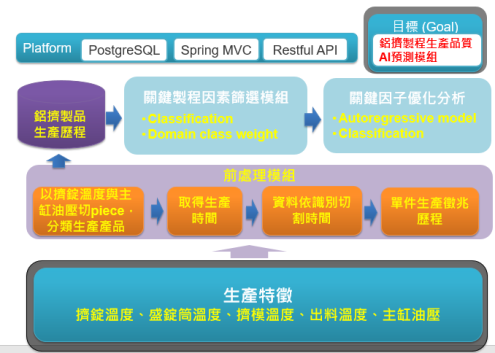 Platform
PostgreSQL
Spring MVC
Restful API
目標 (Goal)
鋁擠製程生產品質
AI預測模組
鋁擠製品
生產歷程
關鍵製程因素篩選模組
・Classification
・Domain class weight
關鍵因子優化分析
・Autoregressive model
・Classification
前處理模組
以擠錠溫度與主
缸油壓切piece，
分類生產產品
取得生產
時間
資料依識別切
割時間
單件生產徵兆
歷程
生產特徵
擠錠溫度、盛錠筒溫度、擠模溫度、出料溫度、主缸油壓